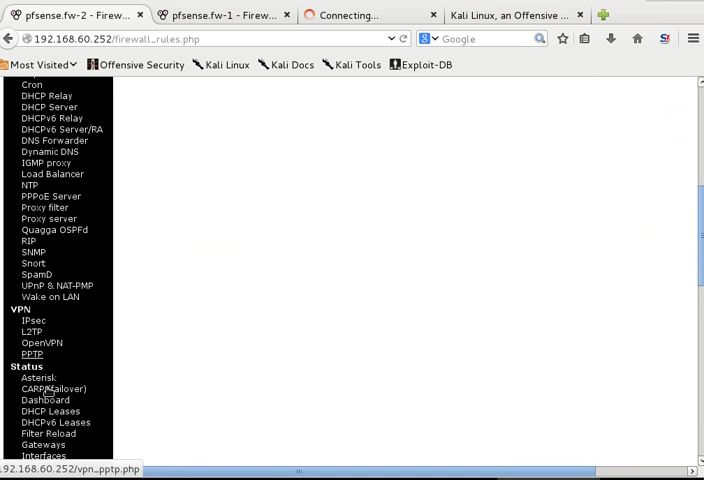 pfsense.fw-2 - Firew... pfsense.fw-1 - Firew... Connecting... Kali Linux, an Offensive ...
192.168.60.252/firewall_rules.php Google
Most Visited Offensive Security Kali Linux Kali Docs Kali Tools Exploit-DB
Cron
DHCP Relay
DHCP Server
DHCPv6 Relay
DHCPv6 Server/RA
DNS Forwarder
Dynamic DNS
IGMP proxy
Load Balancer
NTP
PPPoE Server
Proxy filter
Proxy server
Quagga OSPFd
RIP
SNMP
Snort
SpamD
UPnP & NAT-PMP
Wake on LAN
VPN
IPsec
L2TP
OpenVPN
PPTP
Status
Asterisk
CARP (failover)
Dashboard
DHCP Leases
DHCPv6 Leases
Filter Reload
Gateways
Interfaces
192.168.60.252/vpn_pptp.php